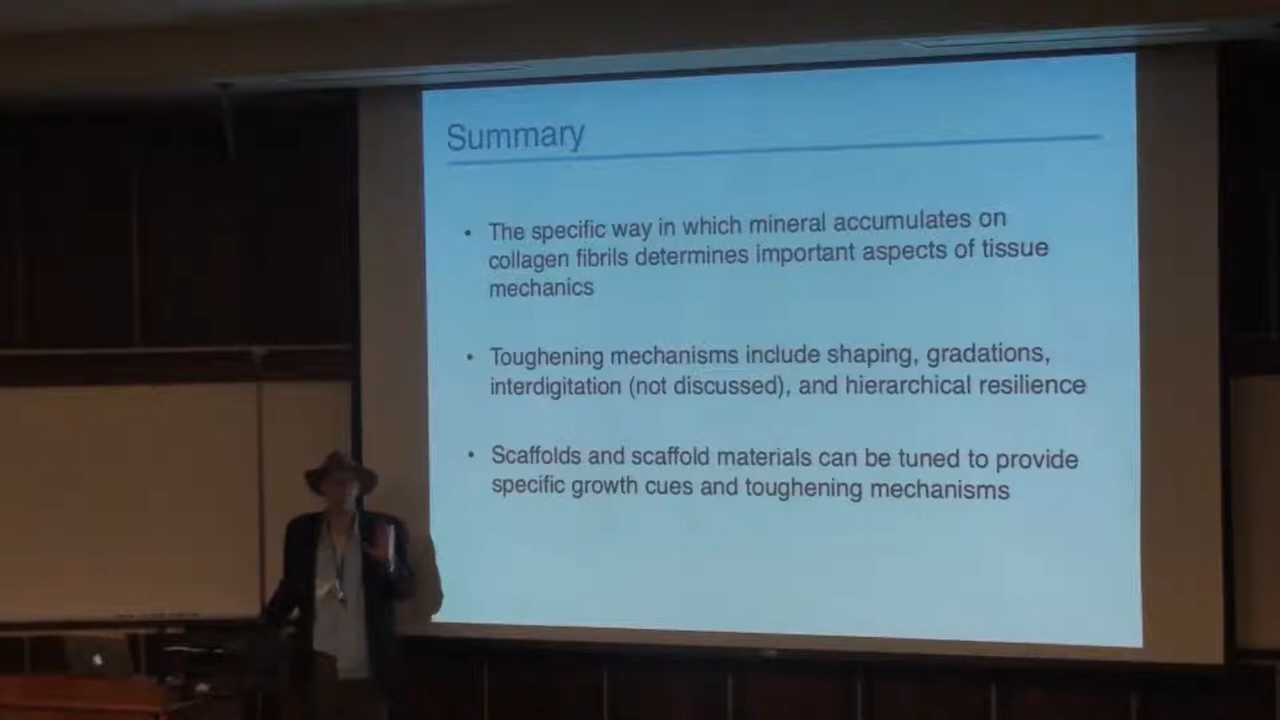 Summary
• The specific way in which mineral accumulates on
collagen fibrils determines important aspects of tissue
mechanics
• Toughening mechanisms include shaping, gradations,
interdigitation (not discussed), and hierarchical resilience
• Scaffolds and scaffold materials can be tuned to provide
specific growth cues and toughening mechanisms